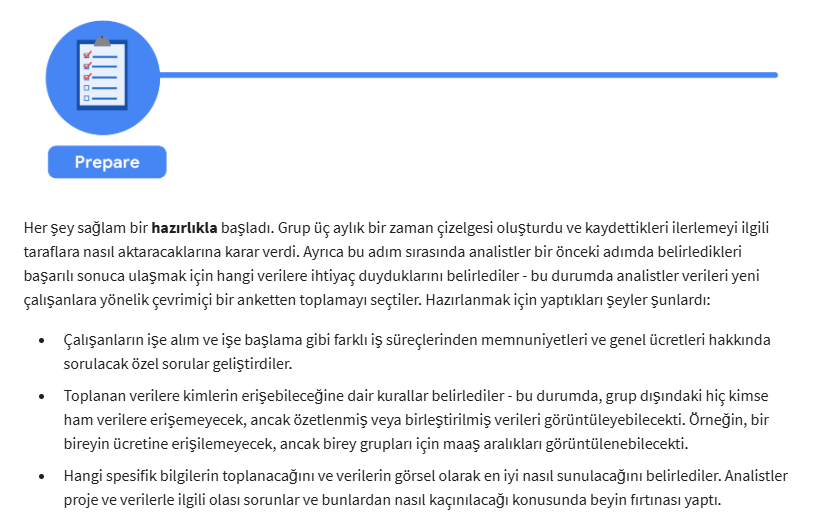 Prepare
Her şey sağlam bir hazırlıkla başladı. Grup üç aylık bir zaman çizelgesi oluşturdu ve kaydettikleri ilerlemeyi ilgili
taraflara nasıl aktaracaklarına karar verdi. Ayrıca bu adım sırasında analistler bir önceki adımda belirledikleri
başarılı sonuca ulaşmak için hangi verilere ihtiyaç duyduklarını belirlediler - bu durumda analistler verileri yeni
çalışanlara yönelik çevrimiçi bir anketten toplamayı seçtiler. Hazırlanmak için yaptıkları şeyler şunlardı:
• Çalışanların işe alım ve işe başlama gibi farklı iş süreçlerinden memnuniyetleri ve genel ücretleri hakkında
sorulacak özel sorular geliştirdiler.
• Toplanan verilere kimlerin erişebileceğine dair kurallar belirlediler - bu durumda, grup dışındaki hiç kimse
ham verilere erişemeyecek, ancak özetlenmiş veya birleştirilmiş verileri görüntüleyebilecekti. Örneğin, bir
bireyin ücretine erişilemeyecek, ancak birey grupları için maaş aralıkları görüntülenebilecekti.
• Hangi spesifik bilgilerin toplanacağını ve verilerin görsel olarak en iyi nasıl sunulacağını belirlediler. Analistler
proje ve verilerle ilgili olası sorunlar ve bunlardan nasıl kaçınılacağı konusunda beyin fırtınası yaptı.